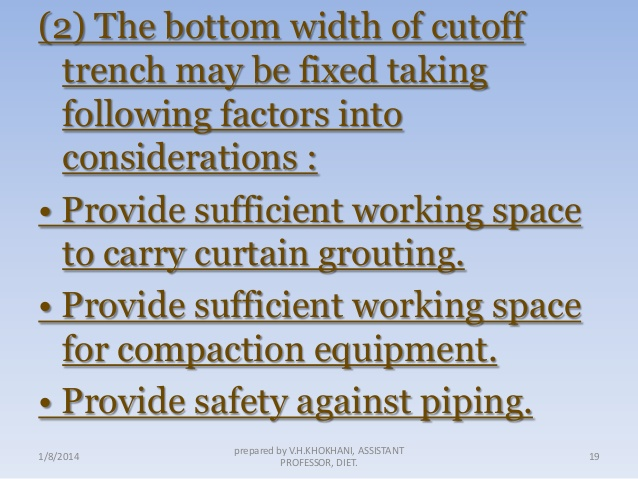 (2) The bottom width of cutoff
trench may be fixed taking
following factors into
considerations :
• Provide sufficient working space
to carry curtain grouting.
• Provide sufficient working space
for compaction equipment.
• Provide safety against piping.
1/8/2014
prepared by V.H.KHOKHANI, ASSISTANT
PROFESSOR, DIET.
19